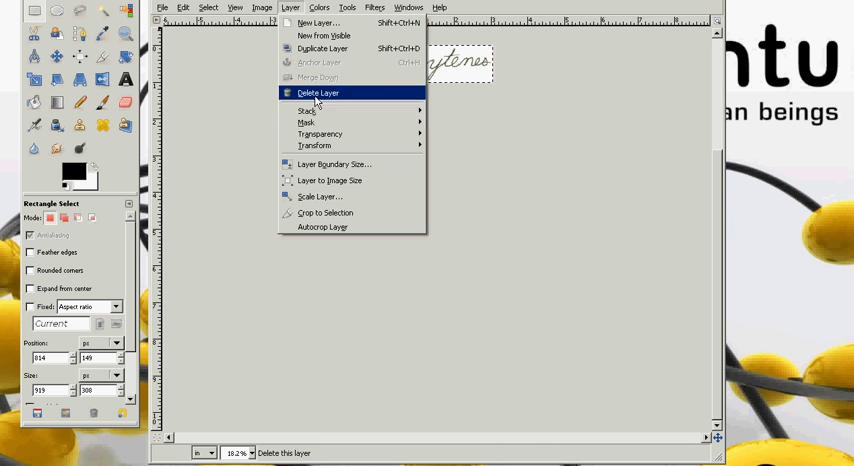 File Edit Select View Image Layer Colors Tools Filters Windows Help
New Layer... Shift+Ctrl+N
New from Visible
Duplicate Layer Shift+Ctrl+D
Anchor Layer Ctrl+H
Merge Down
Delete Layer
Stack
Mask
Transparency
Transform
Layer Boundary Size...
Layer to Image Size
Scale Layer...
Crop to Selection
Autocrop Layer
ytenes
ntu
an beings
Rectangle Select
Mode:
Antialiasing
Feather edges
Rounded corners
Expand from center
Fixed: Aspect ratio
Current
Position: px
814 149
Size: px
919 308
in 18.2% Delete this layer